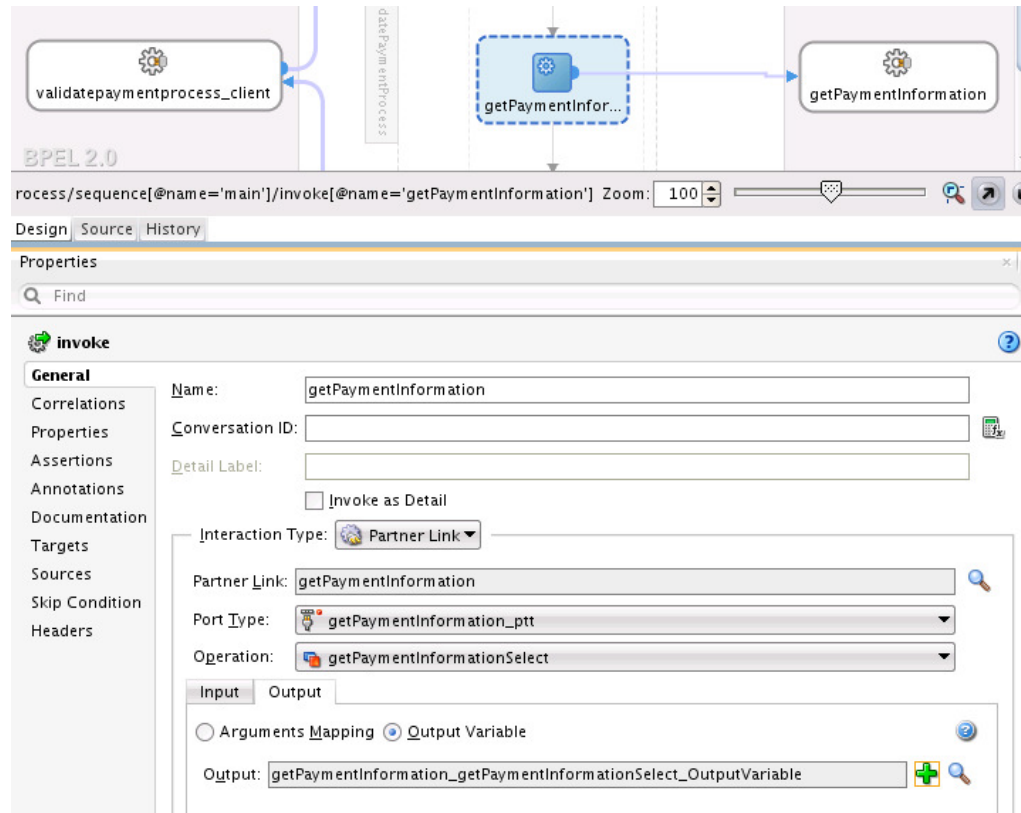 datePaymentProcess
validatepaymentprocess_client
getPaymentInfor...
getPaymentInformation
BPEL 2.0
rocess/sequence[@name='main']/invoke[@name='getPaymentInformation'] Zoom: 100
Design Source History
Properties
Find
invoke
General
Correlations
Properties
Assertions
Annotations
Documentation
Targets
Sources
Skip Condition
Headers
Name: getPaymentInformation
Conversation ID:
Detail Label:
Invoke as Detail
Interaction Type: Partner Link
Partner Link: getPaymentInformation
Port Type: getPaymentInformation_ptt
Operation: getPaymentInformationSelect
Input Output
Arguments Mapping Output Variable
Output: getPaymentInformation_getPaymentInformationSelect_OutputVariable